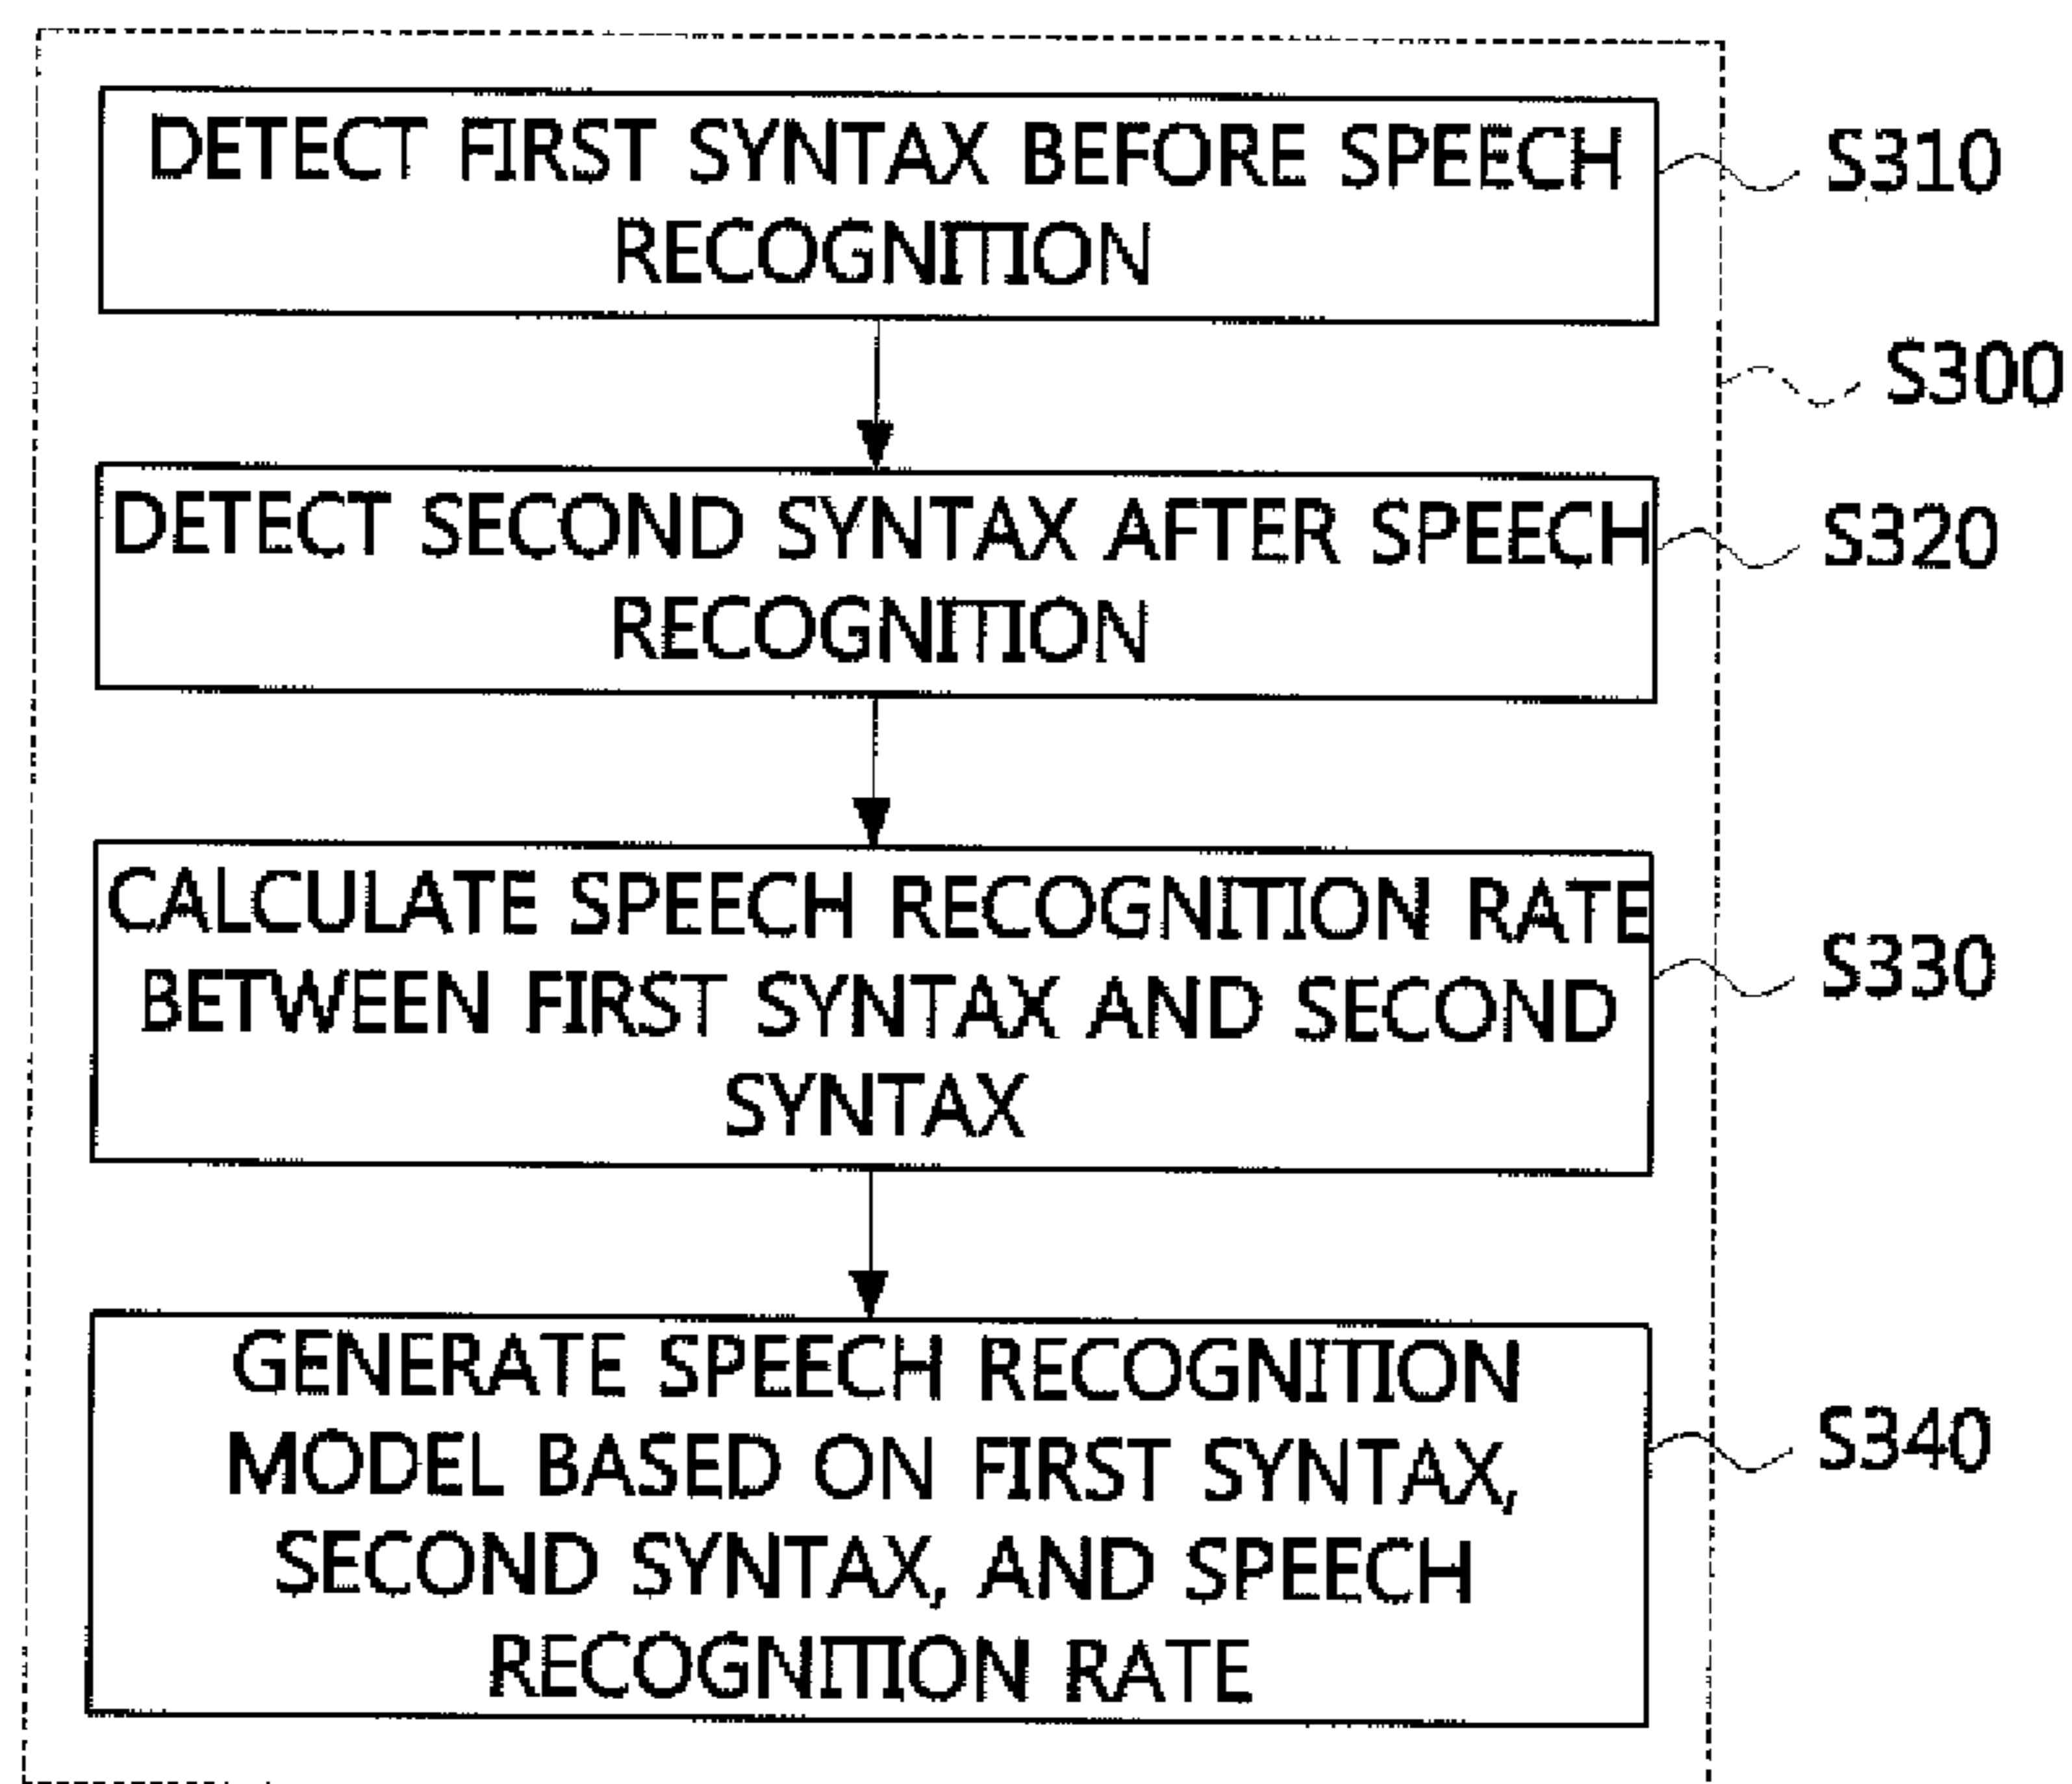 DETECT FIRST SYNTAX BEFORE SPEECH
RECOGNITION
S310
S300
DETECT SECOND SYNTAX AFTER SPEECH
RECOGNITION
S320
CALCULATE SPEECH RECOGNITION RATE
BETWEEN FIRST SYNTAX AND SECOND
SYNTAX
S330
GENERATE SPEECH RECOGNITION
MODEL BASED ON FIRST SYNTAX,
SECOND SYNTAX, AND SPEECH
RECOGNITION RATE
S340